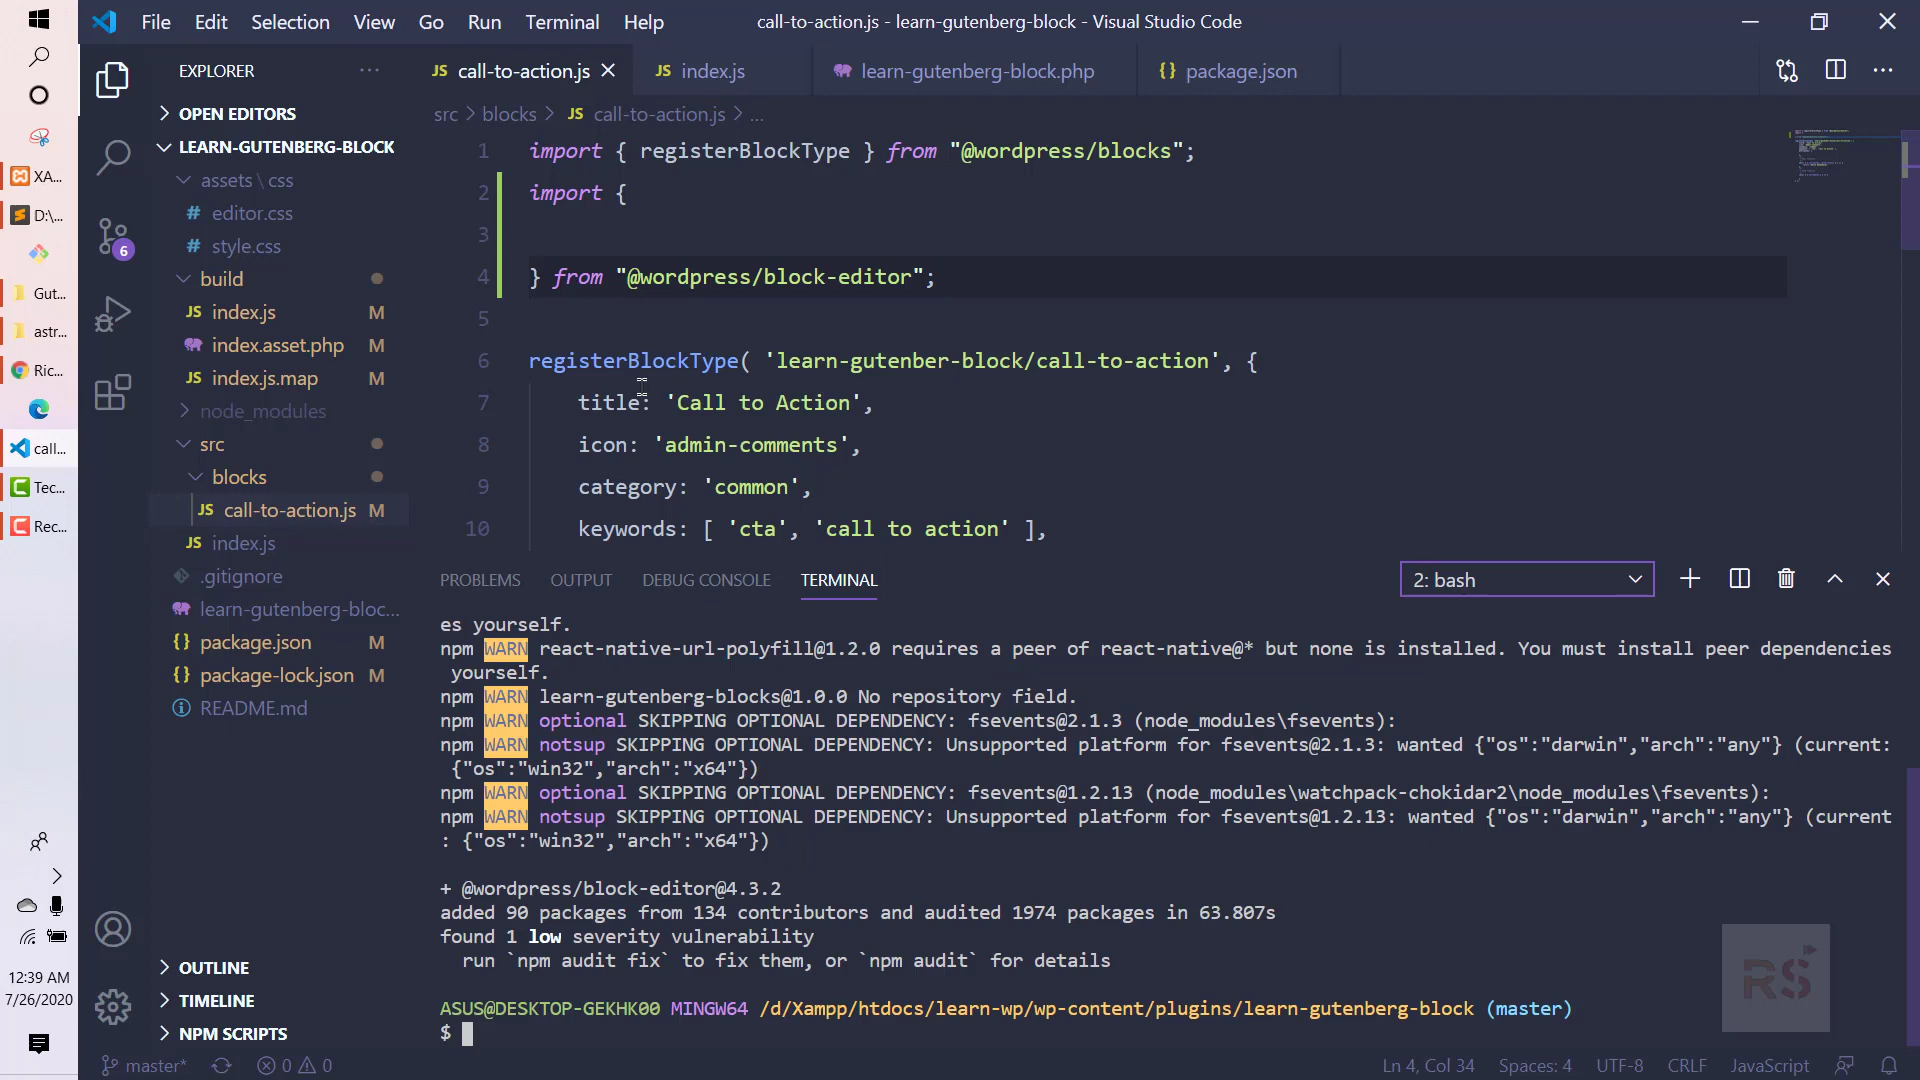 File Edit Selection View Go Run Terminal Help
call-to-action.js - learn-gutenberg-block - Visual Studio Code
EXPLORER
JS call-to-action.js
JS index.js
learn-gutenberg-block.php
{} package.json
OPEN EDITORS
LEARN-GUTENBERG-BLOCK
assets \ css
# editor.css
# style.css
build
JS index.js M
index.asset.php M
JS index.js.map M
node_modules
src
blocks
JS call-to-action.js M
JS index.js
.gitignore
learn-gutenberg-bloc...
{} package.json M
{} package-lock.json M
README.md
OUTLINE
TIMELINE
NPM SCRIPTS
src > blocks > JS call-to-action.js > ...
1 import { registerBlockType } from "@wordpress/blocks";
2 import {
3
4 } from "@wordpress/block-editor";
5
6 registerBlockType( 'learn-gutenber-block/call-to-action', {
7 title: 'Call to Action',
8 icon: 'admin-comments',
9 category: 'common',
10 keywords: [ 'cta', 'call to action' ],
PROBLEMS OUTPUT DEBUG CONSOLE TERMINAL
2: bash
es yourself.
npm WARN react-native-url-polyfill@1.2.0 requires a peer of react-native@* but none is installed. You must install peer dependencies
yourself.
npm WARN learn-gutenberg-blocks@1.0.0 No repository field.
npm WARN optional SKIPPING OPTIONAL DEPENDENCY: fsevents@2.1.3 (node_modules\fsevents):
npm WARN notsup SKIPPING OPTIONAL DEPENDENCY: Unsupported platform for fsevents@2.1.3: wanted {"os":"darwin","arch":"any"} (current:
{"os":"win32","arch":"x64"})
npm WARN optional SKIPPING OPTIONAL DEPENDENCY: fsevents@1.2.13 (node_modules\watchpack-chokidar2\node_modules\fsevents):
npm WARN notsup SKIPPING OPTIONAL DEPENDENCY: Unsupported platform for fsevents@1.2.13: wanted {"os":"darwin","arch":"any"} (current
: {"os":"win32","arch":"x64"})
+ @wordpress/block-editor@4.3.2
added 90 packages from 134 contributors and audited 1974 packages in 63.807s
found 1 low severity vulnerability
run `npm audit fix` to fix them, or `npm audit` for details
ASUS@DESKTOP-GEKHK00 MINGW64 /d/Xampp/htdocs/learn-wp/wp-content/plugins/learn-gutenberg-block (master)
$
RS
6
XA...
D:\...
Gut...
astr...
Ric...
call...
Tec...
Rec...
12:39 AM
7/26/2020
master* 0 0
Ln 4, Col 34 Spaces: 4 UTF-8 CRLF JavaScript